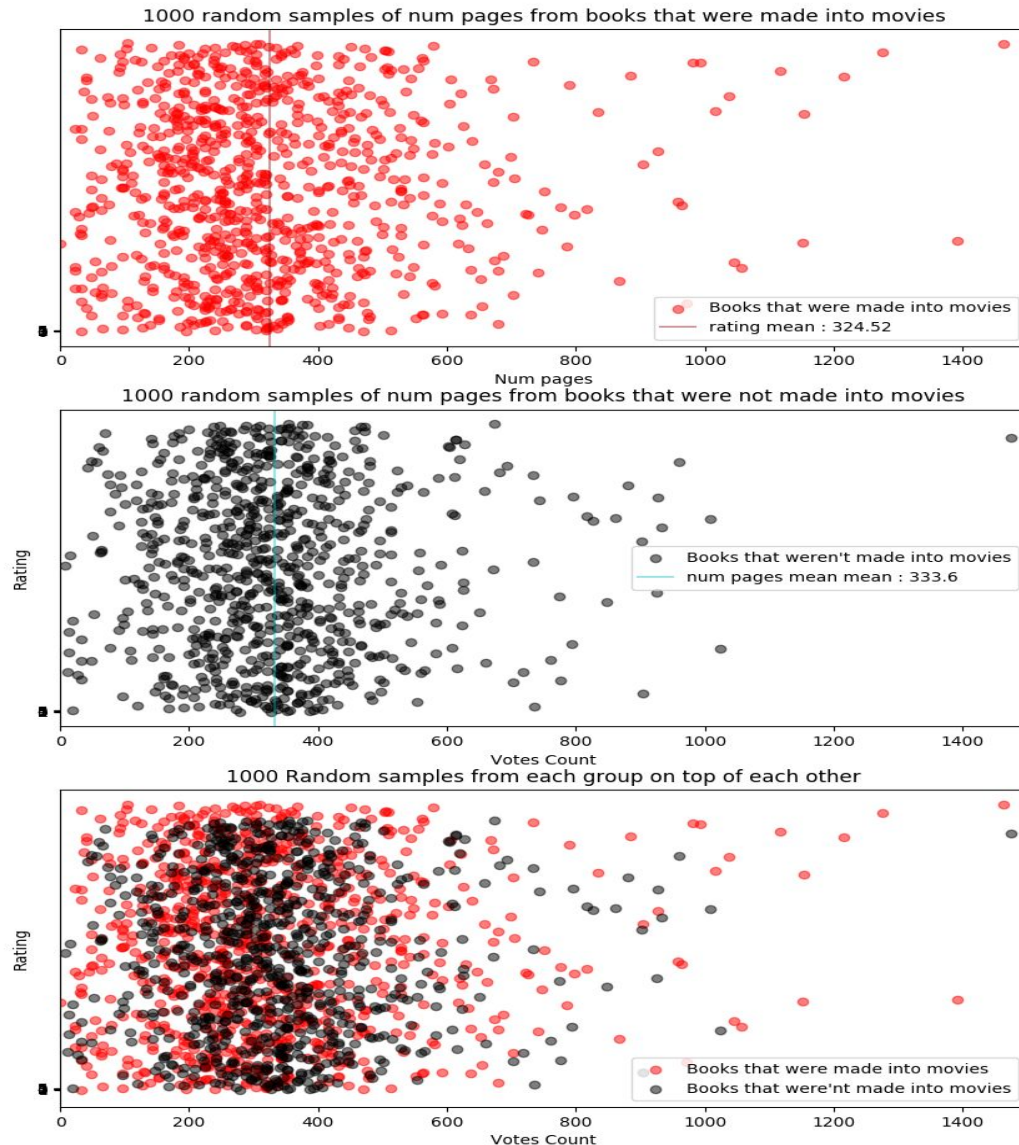 1000 random samples of num pages from books that were made into movies
Books that were made into movies
rating mean : 324.52
0 200 400 600 800 1000 1200 1400
Num pages
1000 random samples of num pages from books that were not made into movies
Rating
Books that weren't made into movies
num pages mean mean : 333.6
0 200 400 600 800 1000 1200 1400
Votes Count
1000 Random samples from each group on top of each other
Rating
Books that were made into movies
Books that were'nt made into movies
0 200 400 600 800 1000 1200 1400
Votes Count